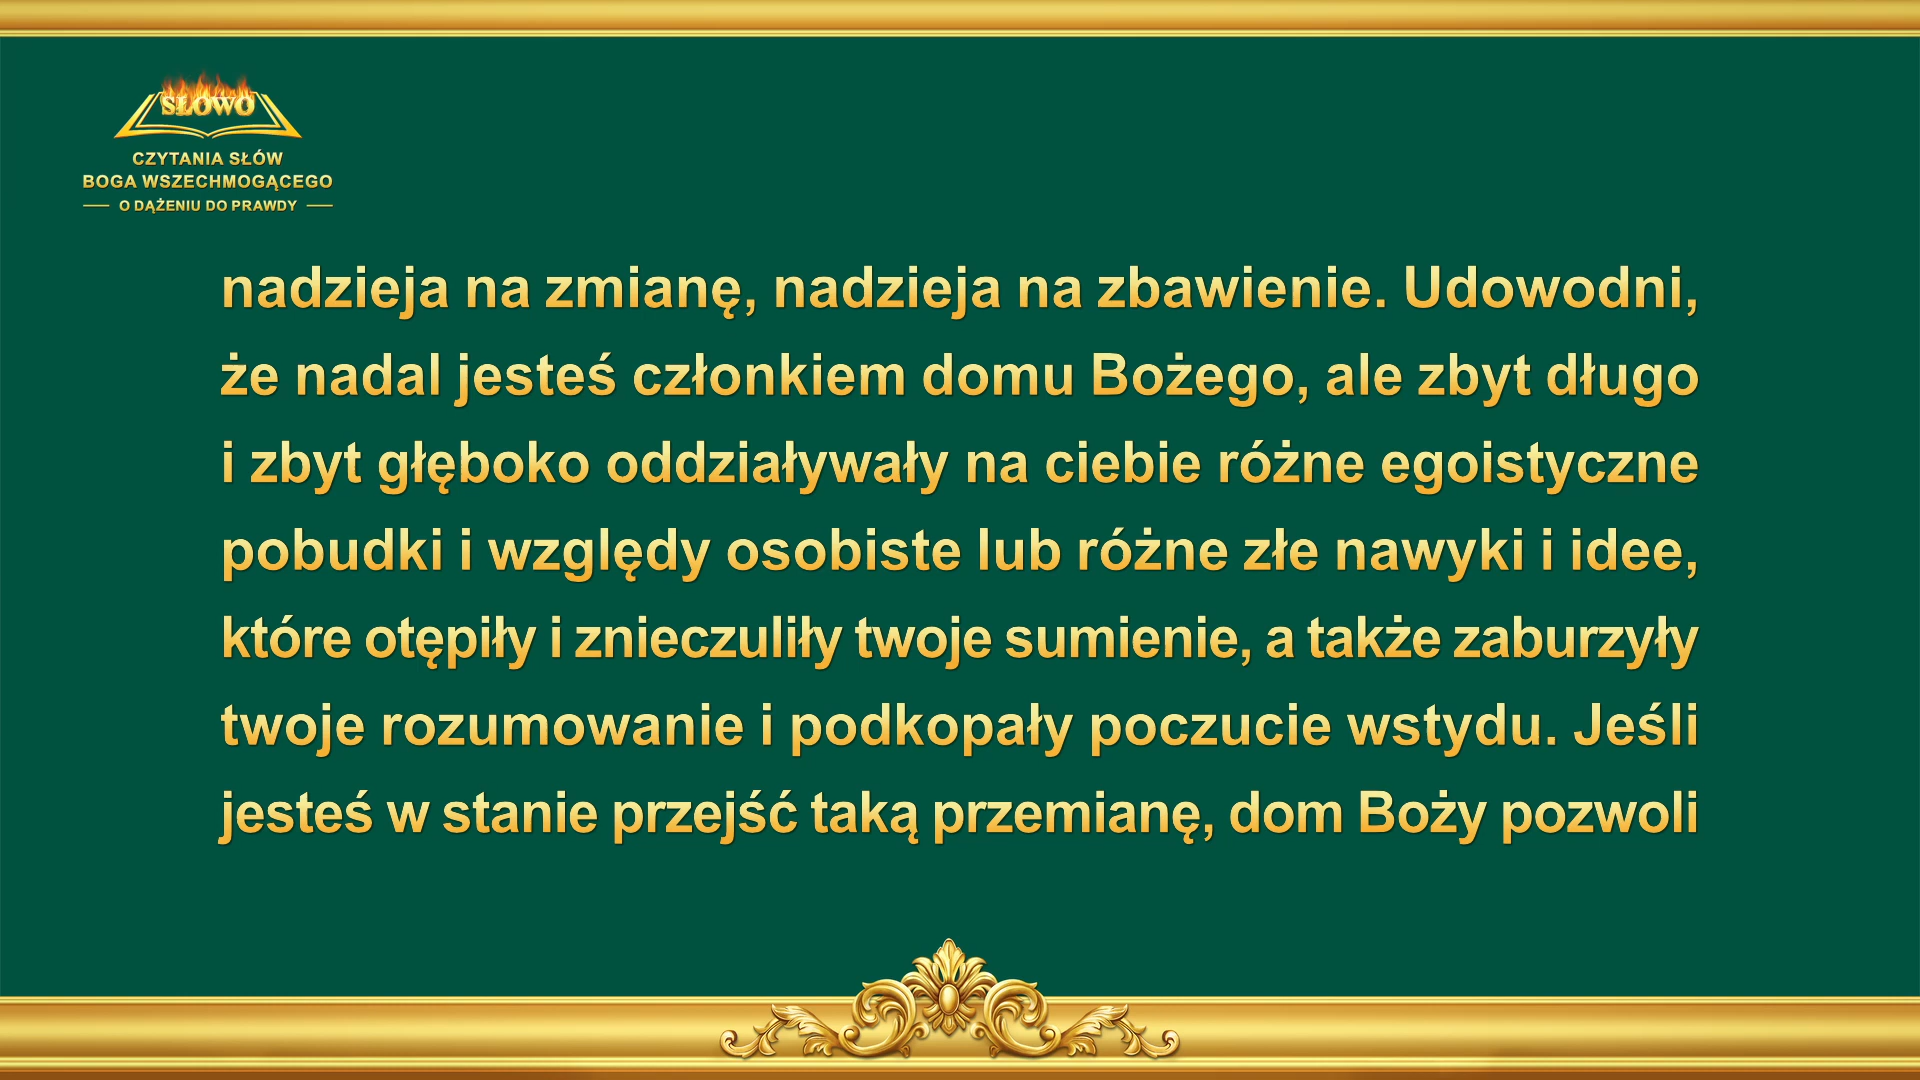 SŁOWO
CZYTANIA SŁÓW
BOGA WSZECHMOGĄCEGO
O DĄŻENIU DO PRAWDY
nadzieja na zmianę, nadzieja na zbawienie. Udowodni,
że nadal jesteś członkiem domu Bożego, ale zbyt długo
i zbyt głęboko oddziaływały na ciebie różne egoistyczne
pobudki i względy osobiste lub różne złe nawyki i idee,
które otępiły i znieczuliły twoje sumienie, a także zaburzyły
twoje rozumowanie i podkopały poczucie wstydu. Jeśli
jesteś w stanie przejść taką przemianę, dom Boży pozwoli